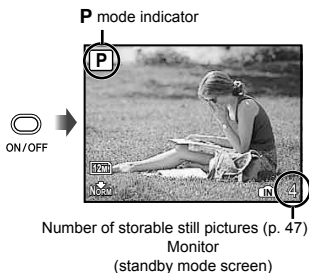 P mode indicator
P
ON/OFF
12M
NORM
IN 4
Number of storable still pictures (p. 47)
Monitor
(standby mode screen)